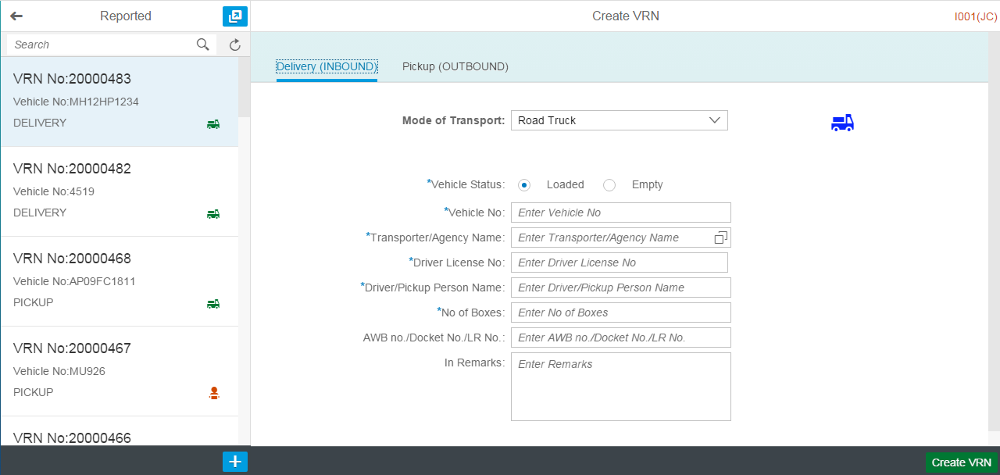 Reported
Create VRN
I001(JC)
Search
VRN No:20000483
Vehicle No:MH12HP1234
DELIVERY
VRN No:20000482
Vehicle No:4519
DELIVERY
VRN No:20000468
Vehicle No:AP09FC1811
PICKUP
VRN No:20000467
Vehicle No:MU926
PICKUP
VRN No:20000466
Delivery (INBOUND)
Pickup (OUTBOUND)
Mode of Transport: Road Truck
*Vehicle Status: Loaded Empty
*Vehicle No: Enter Vehicle No
*Transporter/Agency Name: Enter Transporter/Agency Name
*Driver License No: Enter Driver License No
*Driver/Pickup Person Name: Enter Driver/Pickup Person Name
*No of Boxes: Enter No of Boxes
AWB no./Docket No./LR No.: Enter AWB no./Docket No./LR No.
In Remarks: Enter Remarks
Create VRN